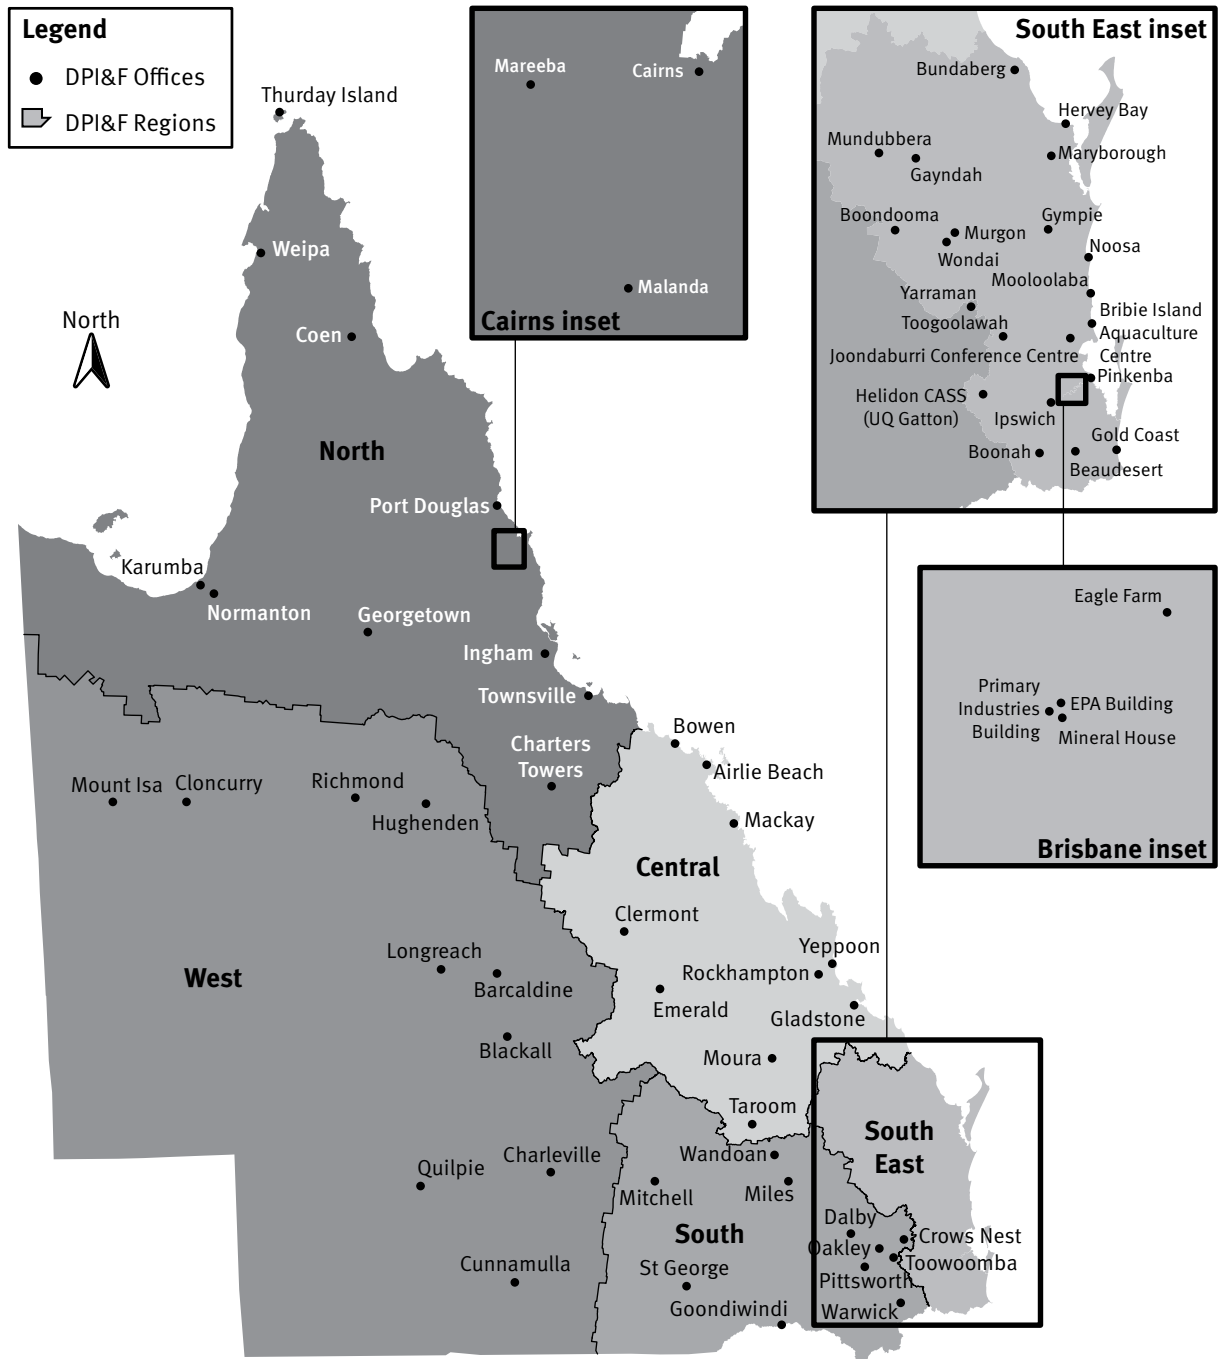 Legend
DPI&F Offices
DPI&F Regions
Thurday Island
Weipa
Coen
North
North
Port Douglas
Karumba
Normanton
Georgetown
Ingham
Townsville
Charters
Towers
Mareeba
Cairns
Malanda
Cairns inset
South East inset
Bundaberg
Hervey Bay
Mundubbera
Maryborough
Gayndah
Boondooma
Gympie
Murgon
Wondai
Noosa
Mooloolaba
Yarraman
Bribie Island
Aquaculture
Centre
Toogoolawah
Joondaburri Conference Centre
Pinkenba
Helidon CASS
(UQ Gatton)
Ipswich
Gold Coast
Boonah
Beaudesert
Eagle Farm
Primary
Industries
Building
EPA Building
Mineral House
Brisbane inset
Bowen
Airlie Beach
Mackay
Central
Clermont
Yeppoon
Rockhampton
Emerald
Gladstone
Moura
Taroom
Mount Isa
Cloncurry
Richmond
Hughenden
Longreach
West
Barcaldine
Blackall
Charleville
Quilpie
Cunnamulla
Wandoan
Mitchell
Miles
South
St George
Goondiwindi
South
East
Dalby
Oakley
Crows Nest
Toowoomba
Pittsworth
Warwick